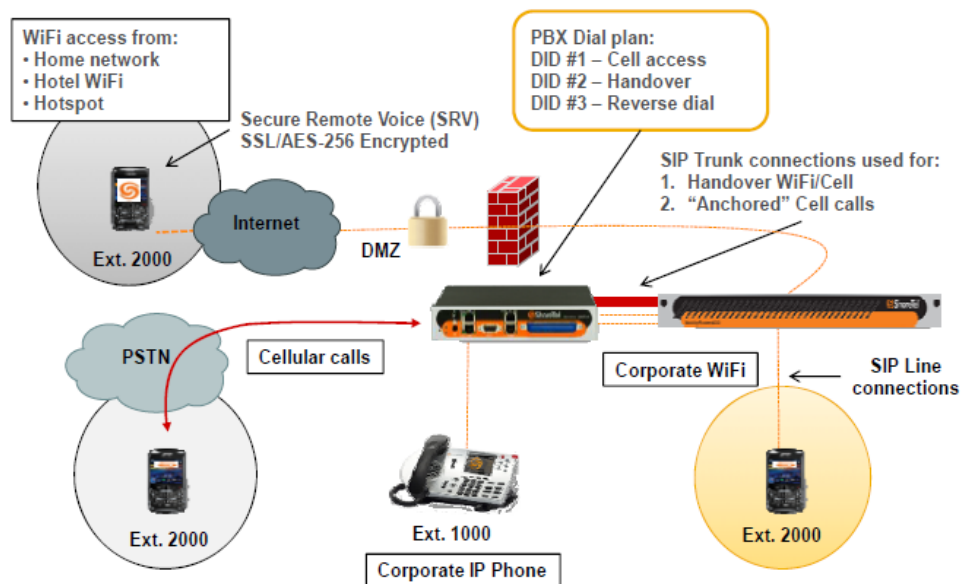 WiFi access from:
• Home network
• Hotel WiFi
• Hotspot
PBX Dial plan:
DID #1 – Cell access
DID #2 – Handover
DID #3 – Reverse dial
Secure Remote Voice (SRV)
SSL/AES-256 Encrypted
SIP Trunk connections used for:
1. Handover WiFi/Cell
2. “Anchored” Cell calls
Internet
DMZ
Ext. 2000
ShoreTel
ShoreTel
PSTN
Cellular calls
Corporate WiFi
SIP Line
connections
Ext. 2000
Ext. 1000
Ext. 2000
Corporate IP Phone